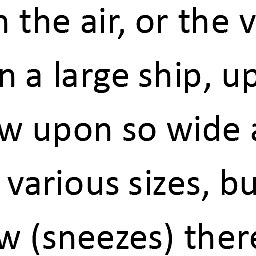 the air, or the
a large ship, up
upon so wide
various sizes, bu
(sneezes) there